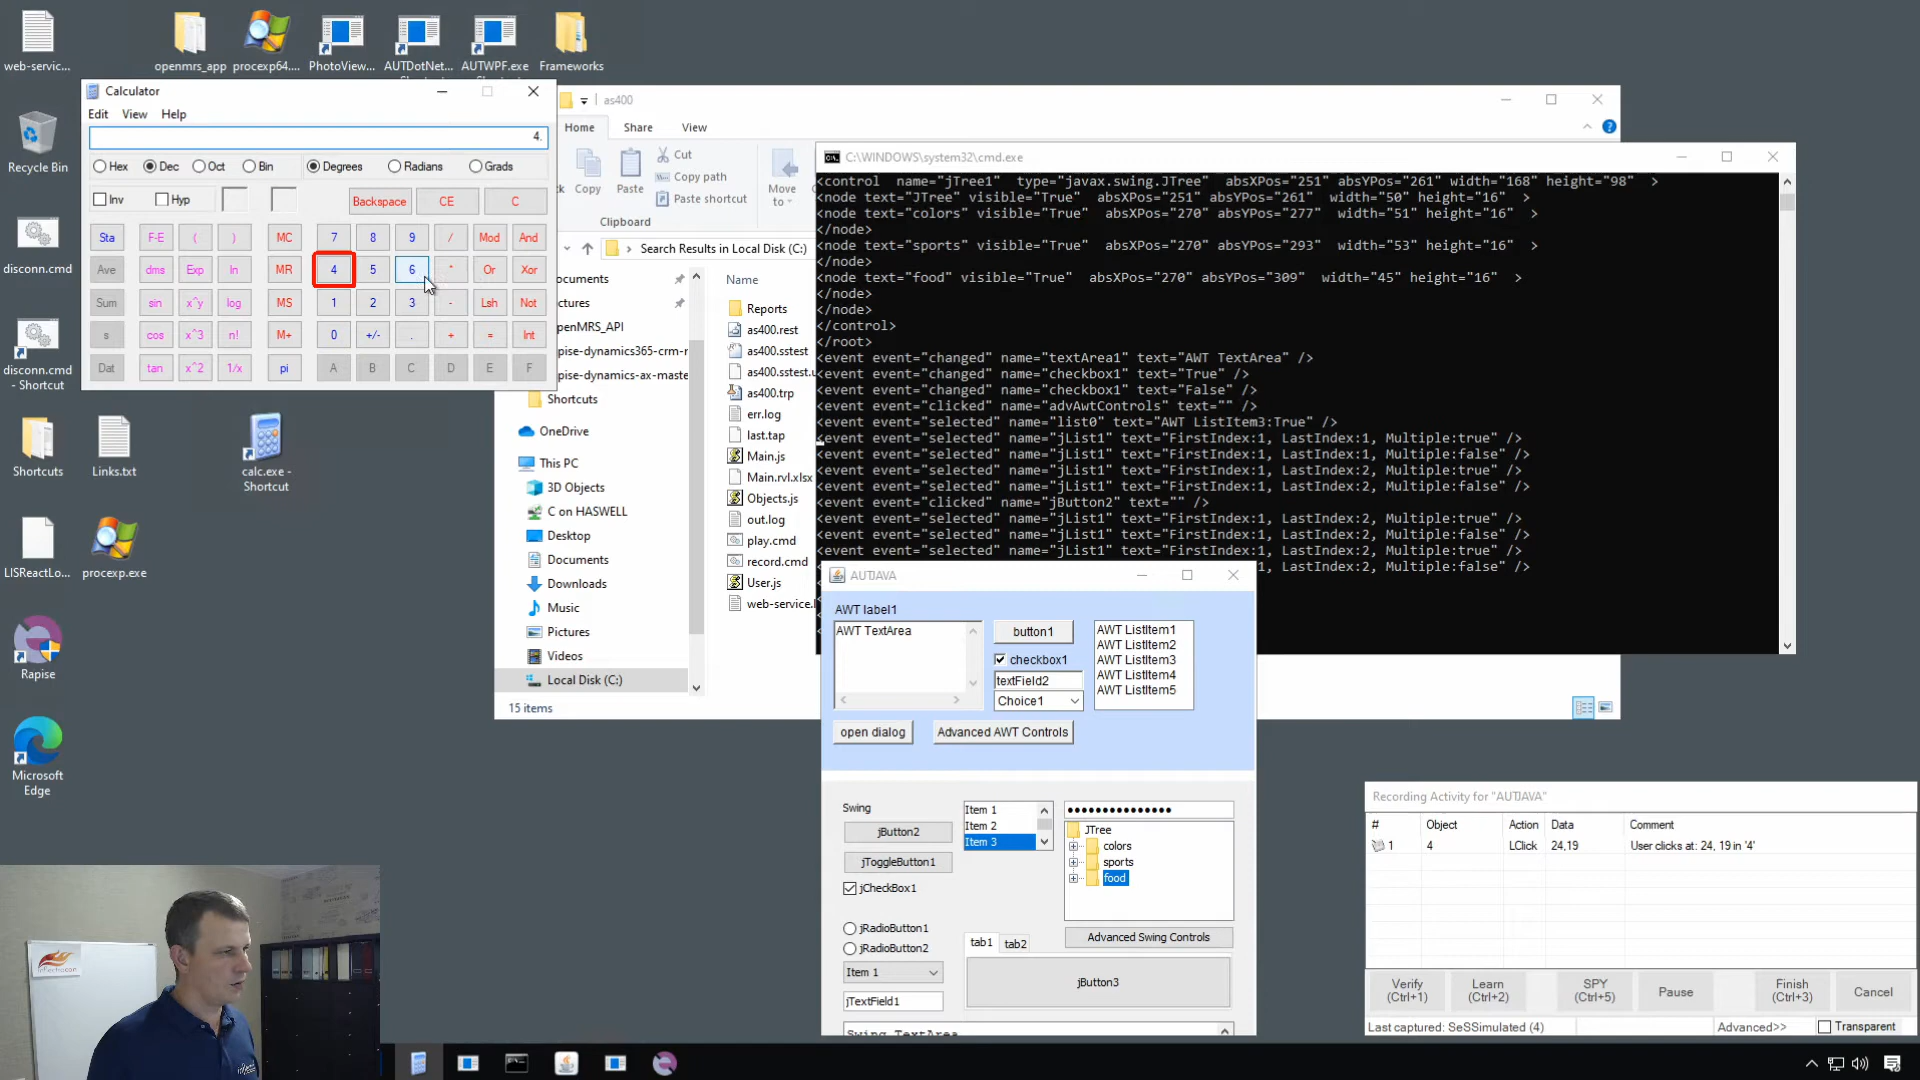 web-servic...
openmrs_app
procexp64....
PhotoView...
AUTDotNet...
AUTWPF.exe
Frameworks
Recycle Bin
disconn.cmd
disconn.cmd
- Shortcut
Shortcuts
Links.txt
calc.exe -
Shortcut
LISReactLo...
procexp.exe
Rapise
Microsoft
Edge
Calculator
Edit View Help
4.
Hex Dec Oct Bin Degrees Radians Grads
Inv Hyp Backspace CE C
Sta F-E ( ) MC 7 8 9 / Mod And
Ave dms Exp ln MR 4 5 6 * Or Xor
Sum sin x^y log MS 1 2 3 - Lsh Not
s cos x^3 n! M+ 0 +/- . + = Int
Dat tan x^2 1/x pi A B C D E F
as400
Home Share View
Copy
Paste
Cut
Copy path
Paste shortcut
Move
to
Clipboard
Search Results in Local Disk (C:)
ocuments
ctures
penMRS_API
apise-dynamics365-crm-r
apise-dynamics-ax-master
Shortcuts
OneDrive
This PC
3D Objects
C on HASWELL
Desktop
Documents
Downloads
Music
Pictures
Videos
Local Disk (C:)
15 items
Name
Reports
as400.rest
as400.sstest
as400.sstest.u
as400.trp
err.log
last.tap
Main.js
Main.rvl.xlsx
Objects.js
out.log
play.cmd
record.cmd
User.js
web-service.l
C:\WINDOWS\system32\cmd.exe
<control name="jTree1" type="javax.swing.JTree" absXPos="251" absYPos="261" width="168" height="98" >
<node text="JTree" visible="True" absXPos="251" absYPos="261" width="50" height="16 >
<node text="colors" visible="True" absXPos="270" absYPos="277" width="51" height="16" >
</node>
<node text="sports" visible="True" absXPos="270" absYPos="293" width="53" height="16" >
</node>
<node text="food" visible="True" absXPos="270" absYPos="309" width="45" height="16" >
</node>
</node>
</control>
</root>
<event event="changed" name="textArea1" text="AWT TextArea" />
<event event="changed" name="checkbox1" text="True" />
<event event="changed" name="checkbox1" text="False" />
<event event="clicked" name="advAwtControls" text="" />
<event event="selected" name="list0" text="AWT ListItem3:True" />
<event event="selected" name="jList1" text="FirstIndex:1, LastIndex:1, Multiple:true" />
<event event="selected" name="jList1" text="FirstIndex:1, LastIndex:1, Multiple:false" />
<event event="selected" name="jList1" text="FirstIndex:1, LastIndex:2, Multiple:true" />
<event event="selected" name="jList1" text="FirstIndex:1, LastIndex:2, Multiple:false" />
<event event="clicked" name="jButton2" text="" />
<event event="selected" name="jList1" text="FirstIndex:1, LastIndex:2, Multiple:true" />
<event event="selected" name="jList1" text="FirstIndex:1, LastIndex:2, Multiple:false" />
<event event="selected" name="jList1" text="FirstIndex:1, LastIndex:2, Multiple:true" />
:1, LastIndex:2, Multiple:false" />
AUTJAVA
AWT label1
AWT TextArea
button1
checkbox1
textField2
Choice1
AWT ListItem1
AWT ListItem2
AWT ListItem3
AWT ListItem4
AWT ListItem5
open dialog
Advanced AWT Controls
Swing
jButton2
jToggleButton1
jCheckBox1
jRadioButton1
jRadioButton2
Item 1
jTextField1
Swing TextArea
Item 1
Item 2
Item 3
JTree
colors
sports
food
Advanced Swing Controls
tab1 tab2
jButton3
Recording Activity for "AUTJAVA"
# Object Action Data Comment
1 4 LClick 24,19 User clicks at: 24, 19 in '4'
Verify
(Ctrl+1)
Learn
(Ctrl+2)
SPY
(Ctrl+5)
Pause
Finish
(Ctrl+3)
Cancel
Last captured: SeSSimulated (4)
Advanced>>
Transparent
inflectracon